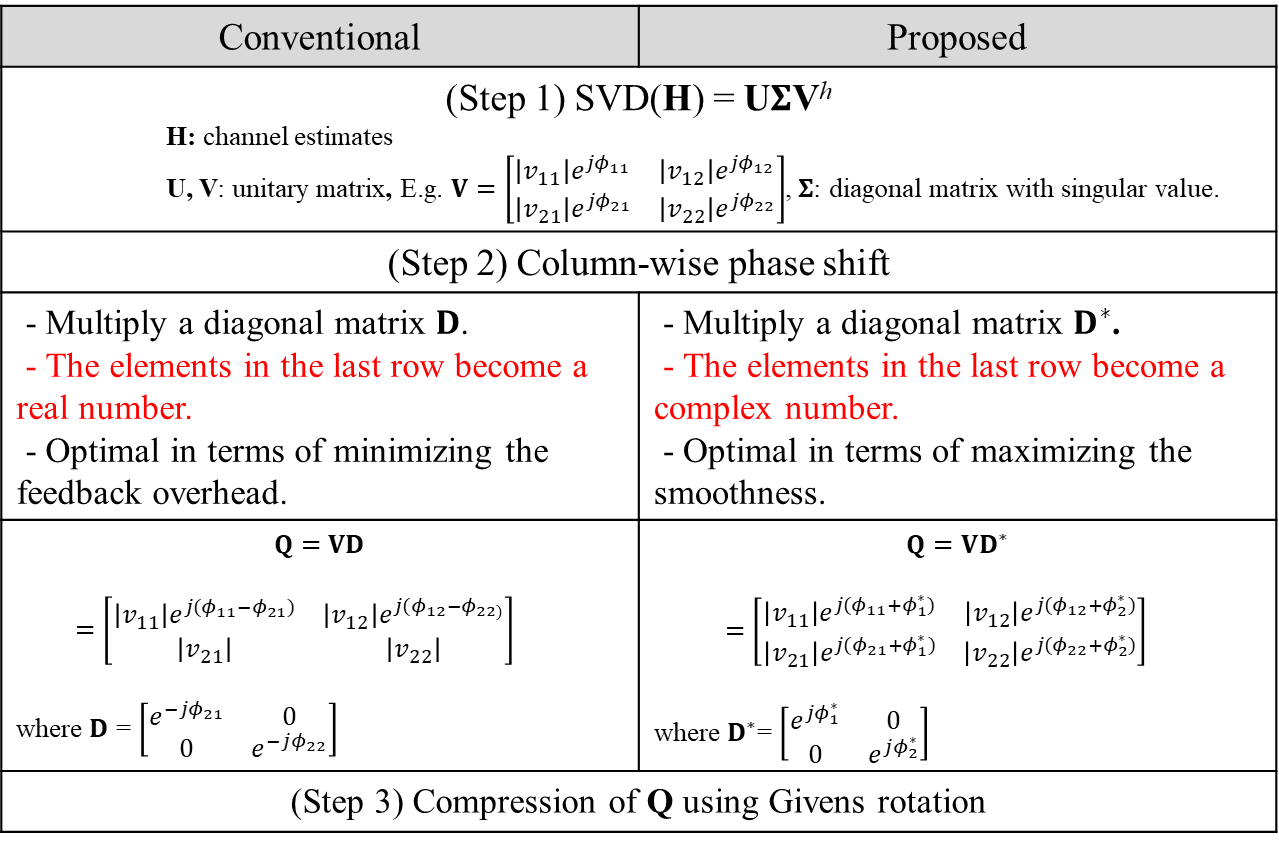 Conventional
Proposed
(Step 1) SVD(𝐇) = 𝐔𝚺𝐕ʰ
𝐇: channel estimates
𝐔, 𝐕: unitary matrix, E.g. 𝐕 = [|v₁₁|e^{jϕ₁₁} |v₁₂|e^{jϕ₁₂}; |v₂₁|e^{jϕ₂₁} |v₂₂|e^{jϕ₂₂}], 𝚺: diagonal matrix with singular value.
(Step 2) Column-wise phase shift
- Multiply a diagonal matrix 𝐃.
- The elements in the last row become a
real number.
- Optimal in terms of minimizing the
feedback overhead.
- Multiply a diagonal matrix 𝐃*.
- The elements in the last row become a
complex number.
- Optimal in terms of maximizing the
smoothness.
𝐐 = 𝐕𝐃
= [|v₁₁|e^{j(ϕ₁₁−ϕ₂₁)} |v₁₂|e^{j(ϕ₁₂−ϕ₂₂)}; |v₂₁| |v₂₂|]
where 𝐃 = [e^{−jϕ₂₁} 0; 0 e^{−jϕ₂₂}]
𝐐 = 𝐕𝐃*
= [|v₁₁|e^{j(ϕ₁₁+ϕ₁*)} |v₁₂|e^{j(ϕ₁₂+ϕ₂*)}; |v₂₁|e^{j(ϕ₂₁+ϕ₁*)} |v₂₂|e^{j(ϕ₂₂+ϕ₂*)}]
where 𝐃*= [e^{jϕ₁*} 0; 0 e^{jϕ₂*}]
(Step 3) Compression of 𝐐 using Givens rotation